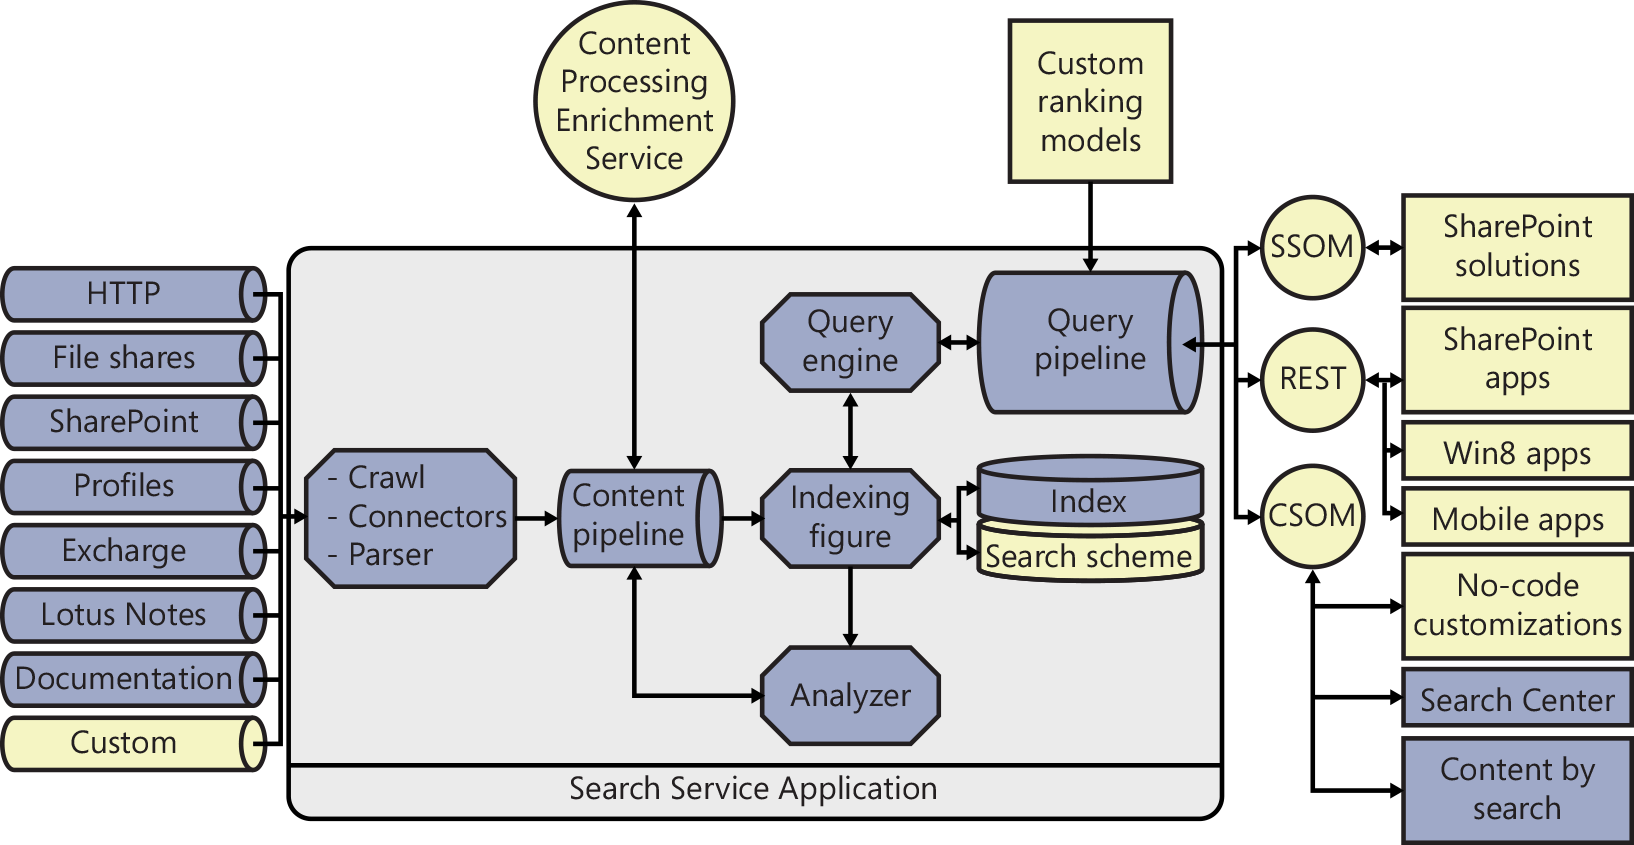 Content
Processing
Enrichment
Service
Custom
ranking
models
HTTP
File shares
SharePoint
Profiles
Excharge
Lotus Notes
Documentation
Custom
- Crawl
- Connectors
- Parser
Content
pipeline
Query
engine
Indexing
figure
Analyzer
Query
pipeline
Index
Search scheme
Search Service Application
SSOM
REST
CSOM
SharePoint
solutions
SharePoint
apps
Win8 apps
Mobile apps
No-code
customizations
Search Center
Content by
search